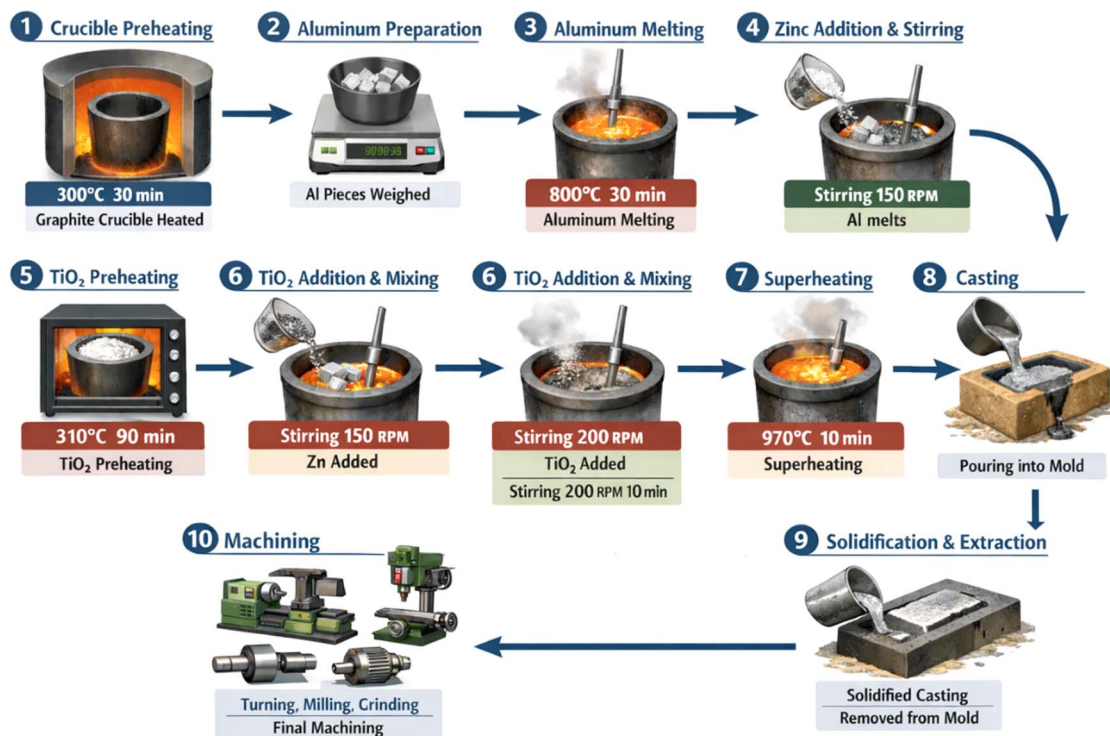 1 Crucible Preheating
300°C 30 min
Graphite Crucible Heated
2 Aluminum Preparation
Al Pieces Weighed
3 Aluminum Melting
800°C 30 min
Aluminum Melting
4 Zinc Addition & Stirring
Stirring 150 RPM
Al melts
5 TiO₂ Preheating
310°C 90 min
TiO₂ Preheating
6 TiO₂ Addition & Mixing
Stirring 150 RPM
Zn Added
6 TiO₂ Addition & Mixing
Stirring 200 RPM
TiO₂ Added
Stirring 200 RPM 10 min
7 Superheating
970°C 10 min
Superheating
8 Casting
Pouring into Mold
9 Solidification & Extraction
Solidified Casting
Removed from Mold
10 Machining
Turning, Milling, Grinding
Final Machining